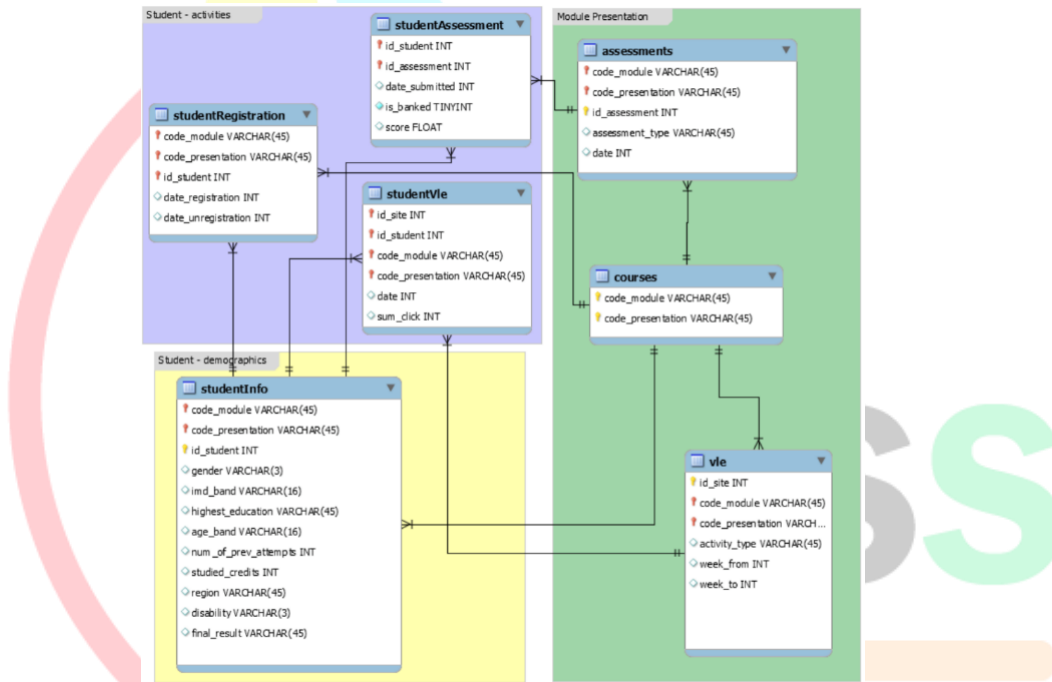 Student - activities
studentAssessment
id_student INT
id_assessment INT
date_submitted INT
is_banked TINYINT
score FLOAT
studentRegistration
code_module VARCHAR(45)
code_presentation VARCHAR(45)
id_student INT
date_registration INT
date_unregistration INT
studentVle
id_site INT
id_student INT
code_module VARCHAR(45)
code_presentation VARCHAR(45)
date INT
sum_click INT
Student - demographics
studentInfo
code_module VARCHAR(45)
code_presentation VARCHAR(45)
id_student INT
gender VARCHAR(3)
imd_band VARCHAR(16)
highest_education VARCHAR(45)
age_band VARCHAR(16)
num_of_prev_attempts INT
studied_credits INT
region VARCHAR(45)
disability VARCHAR(3)
final_result VARCHAR(45)
Module Presentation
assessments
code_module VARCHAR(45)
code_presentation VARCHAR(45)
id_assessment INT
assessment_type VARCHAR(45)
date INT
courses
code_module VARCHAR(45)
code_presentation VARCHAR(45)
vle
id_site INT
code_module VARCHAR(45)
code_presentation VARCH...
activity_type VARCHAR(45)
week_from INT
week_to INT